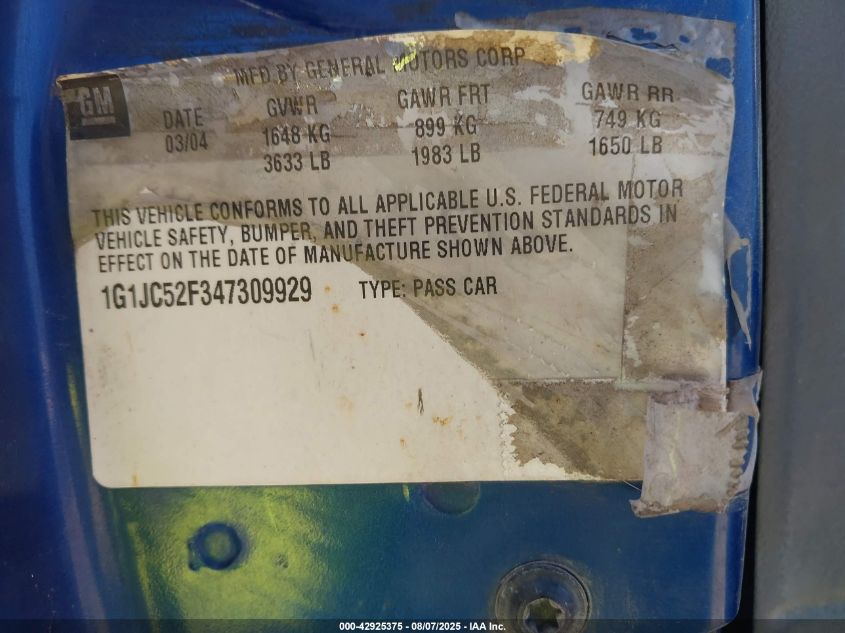 MFD BY GENERAL MOTORS CORP
GM
DATE GVWR GAWR FRT GAWR RR
03/04 1648 KG 899 KG 749 KG
3633 LB 1983 LB 1650 LB
THIS VEHICLE CONFORMS TO ALL APPLICABLE U.S. FEDERAL MOTOR
VEHICLE SAFETY, BUMPER, AND THEFT PREVENTION STANDARDS IN
EFFECT ON THE DATE OF MANUFACTURE SHOWN ABOVE.
1G1JC52F347309929 TYPE: PASS CAR
000-42925375 - 08/07/2025 - IAA Inc.